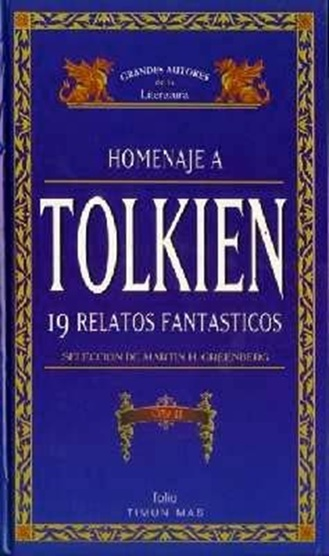 GRANDES AUTORES
de la
Literatura
HOMENAJE A
TOLKIEN
19 RELATOS FANTASTICOS
SELECCION DE MARTIN H. GREENBERG
folio
TIMUN MAS